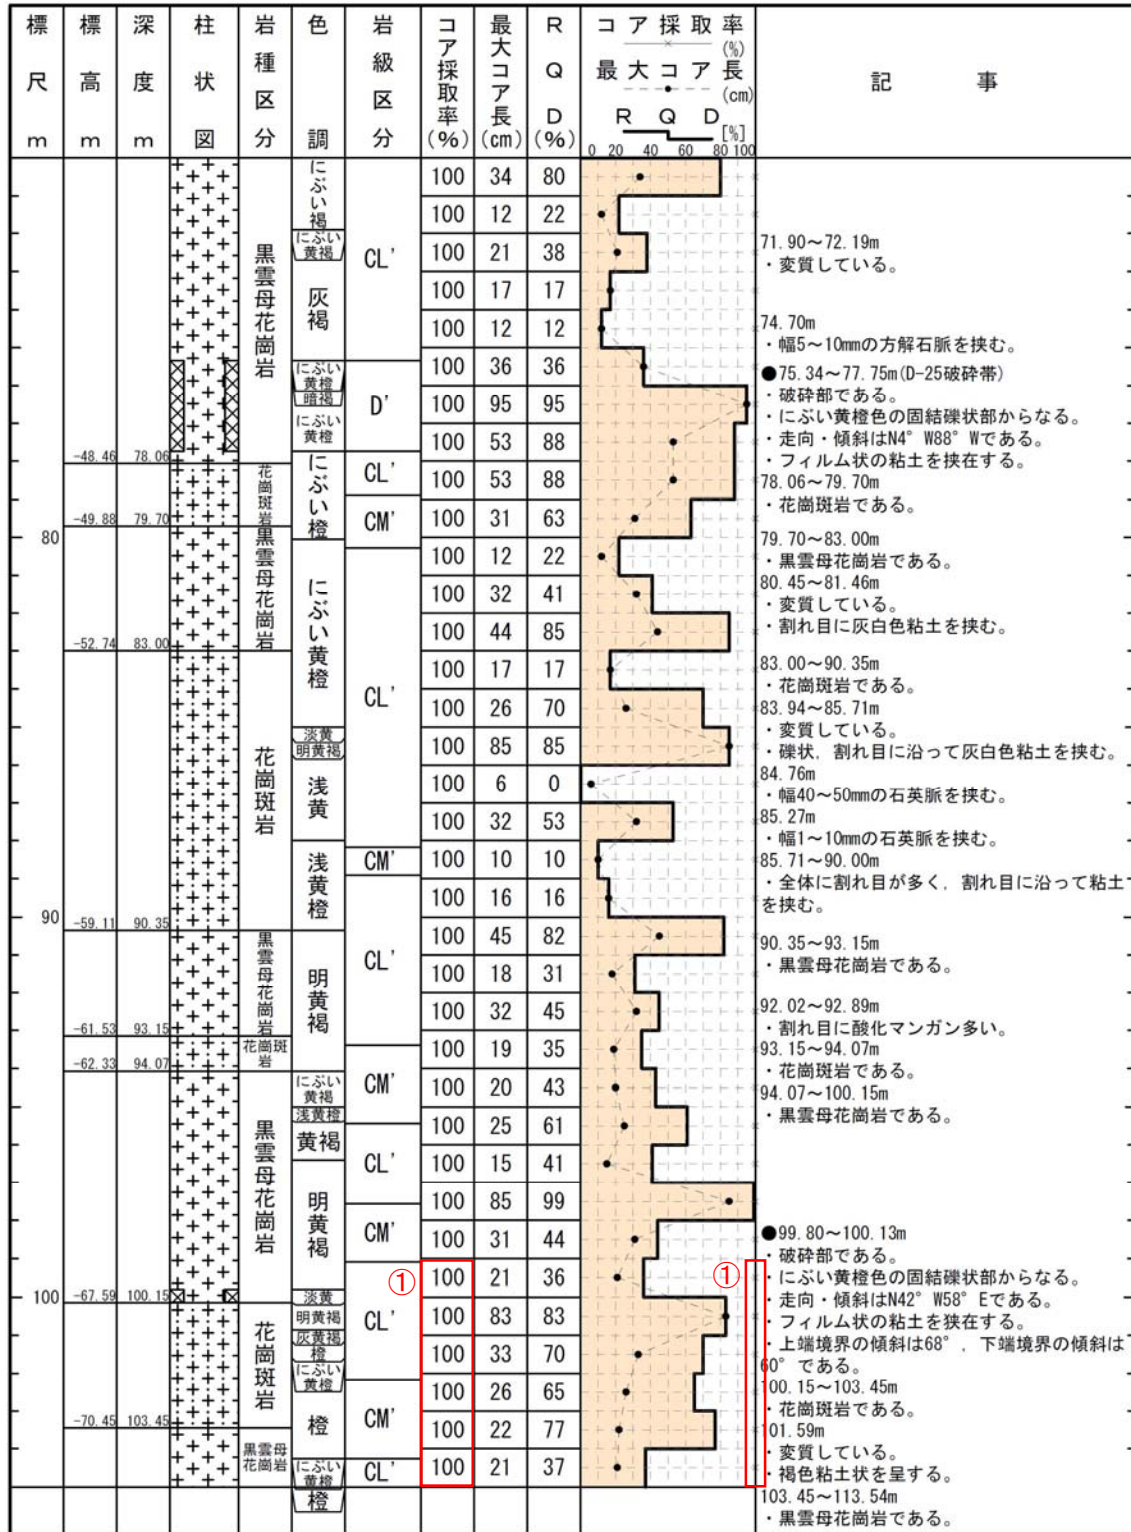 標尺m
標高m
深度m
柱状図
岩種区分
色調
岩級区分
コア採取率(%)
最大コア長(cm)
RQD(%)
コア採取率(%)
最大コア長(cm)
RQD[%]
0 20 40 60 80 100
記事
80
90
100
-48.46 78.06
-49.88 79.70
-52.74 83.00
-59.11 90.35
-61.53 93.15
-62.33 94.07
-67.59 100.15
-70.45 103.45
黒雲母花崗岩
花崗斑岩
黒雲母花崗岩
花崗斑岩
黒雲母花崗岩
花崗斑岩
黒雲母花崗岩
花崗斑岩
黒雲母花崗岩
にぶい褐
にぶい黄褐
灰褐
にぶい黄橙
暗褐
にぶい黄橙
にぶい橙
にぶい黄橙
淡黄
明黄褐
浅黄
浅黄橙
明黄褐
にぶい黄褐
浅黄橙
黄褐
明黄褐
淡黄
明黄褐
灰黄褐
橙
にぶい黄橙
橙
にぶい黄橙
橙
CL'
D'
CL'
CM'
CL'
CM'
CL'
CM'
CL'
CM'
CL'
CM'
CL'
100 34 80
100 12 22
100 21 38
100 17 17
100 12 12
100 36 36
100 95 95
100 53 88
100 53 88
100 31 63
100 12 22
100 32 41
100 44 85
100 17 17
100 26 70
100 85 85
100 6 0
100 32 53
100 10 10
100 16 16
100 45 82
100 18 31
100 32 45
100 19 35
100 20 43
100 25 61
100 15 41
100 85 99
100 31 44
① 100 21 36 ①
100 83 83
100 33 70
100 26 65
100 22 77
100 21 37
71.90～72.19m
・変質している。
74.70m
・幅5～10mmの方解石脈を挟む。
●75.34～77.75m(D-25破砕帯)
・破砕部である。
・にぶい黄橙色の固結礫状部からなる。
・走向・傾斜はN4°W88°Wである。
・フィルム状の粘土を挟在する。
78.06～79.70m
・花崗斑岩である。
79.70～83.00m
・黒雲母花崗岩である。
80.45～81.46m
・変質している。
・割れ目に灰白色粘土を挟む。
83.00～90.35m
・花崗斑岩である。
83.94～85.71m
・変質している。
・礫状，割れ目に沿って灰白色粘土を挟む。
84.76m
・幅40～50mmの石英脈を挟む。
85.27m
・幅1～10mmの石英脈を挟む。
85.71～90.00m
・全体に割れ目が多く，割れ目に沿って粘土
を挟む。
90.35～93.15m
・黒雲母花崗岩である。
92.02～92.89m
・割れ目に酸化マンガン多い。
93.15～94.07m
・花崗斑岩である。
94.07～100.15m
・黒雲母花崗岩である。
●99.80～100.13m
・破砕部である。
・にぶい黄橙色の固結礫状部からなる。
・走向・傾斜はN42°W58°Eである。
・フィルム状の粘土を狭在する。
・上端境界の傾斜は68°，下端境界の傾斜は
60°である。
100.15～103.45m
・花崗斑岩である。
101.59m
・変質している。
・褐色粘土状を呈する。
103.45～113.54m
・黒雲母花崗岩である。